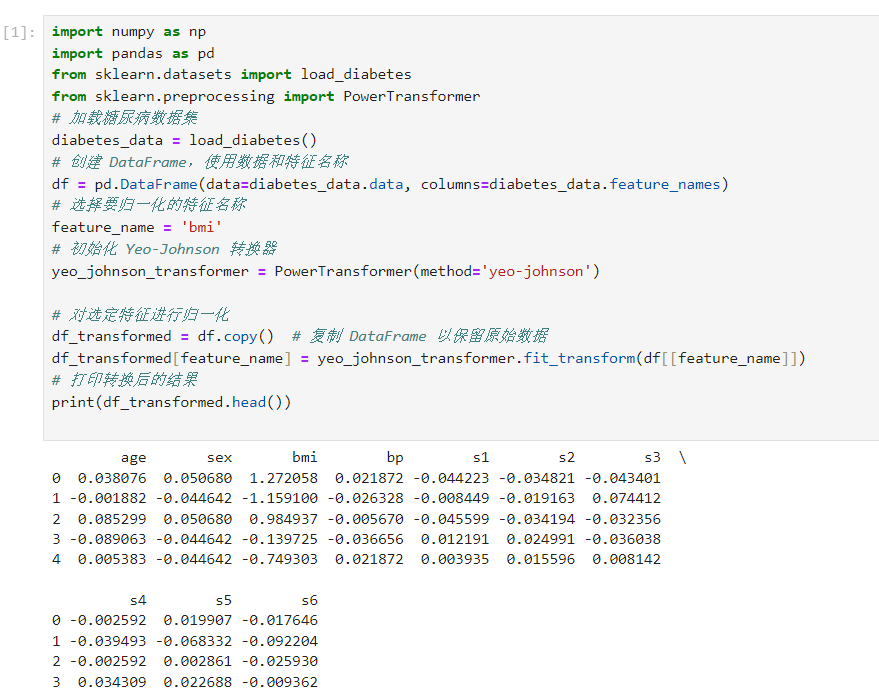 [1]:
import numpy as np
import pandas as pd
from sklearn.datasets import load_diabetes
from sklearn.preprocessing import PowerTransformer
# 加载糖尿病数据集
diabetes_data = load_diabetes()
# 创建 DataFrame，使用数据和特征名称
df = pd.DataFrame(data=diabetes_data.data, columns=diabetes_data.feature_names)
# 选择要归一化的特征名称
feature_name = 'bmi'
# 初始化 Yeo-Johnson 转换器
yeo_johnson_transformer = PowerTransformer(method='yeo-johnson')
# 对选定特征进行归一化
df_transformed = df.copy()  # 复制 DataFrame 以保留原始数据
df_transformed[feature_name] = yeo_johnson_transformer.fit_transform(df[[feature_name]])
# 打印转换后的结果
print(df_transformed.head())
age sex bmi bp s1 s2 s3 \
0 0.038076 0.050680 1.272058 0.021872 -0.044223 -0.034821 -0.043401
1 -0.001882 -0.044642 -1.159100 -0.026328 -0.008449 -0.019163 0.074412
2 0.085299 0.050680 0.984937 -0.005670 -0.045599 -0.034194 -0.032356
3 -0.089063 -0.044642 -0.139725 -0.036656 0.012191 0.024991 -0.036038
4 0.005383 -0.044642 -0.749303 0.021872 0.003935 0.015596 0.008142
s4 s5 s6
0 -0.002592 0.019907 -0.017646
1 -0.039493 -0.068332 -0.092204
2 -0.002592 0.002861 -0.025930
3 0.034309 0.022688 -0.009362